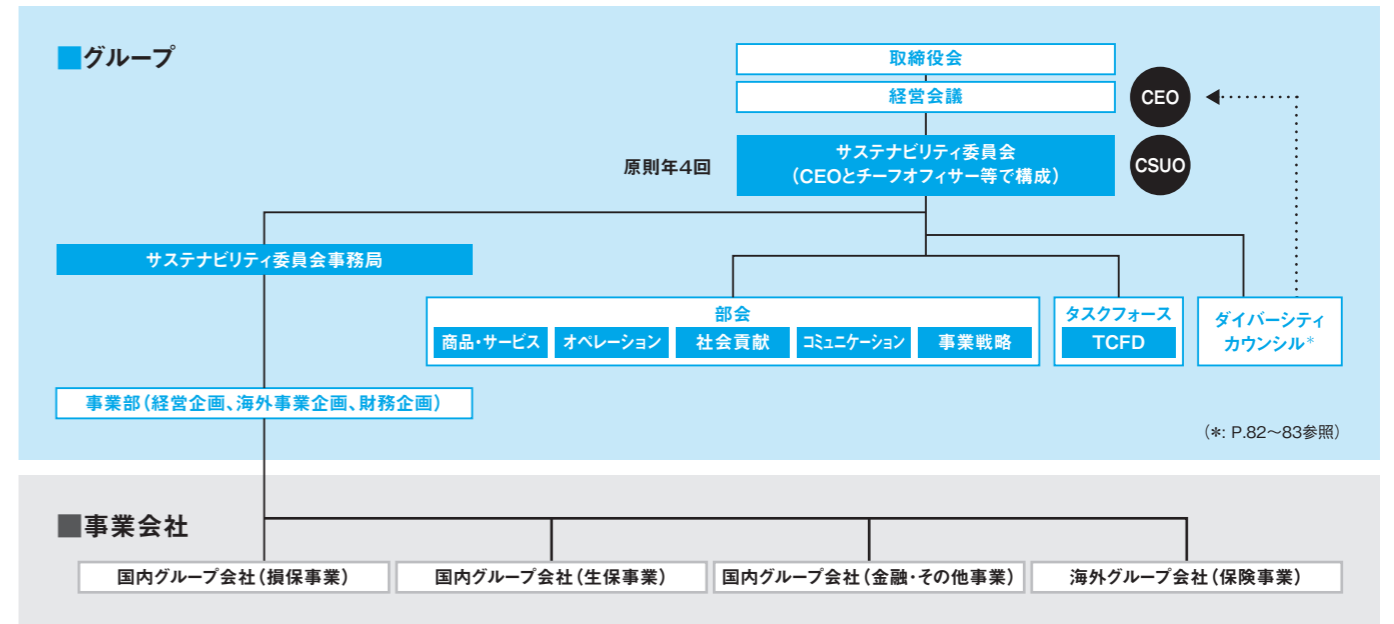 ■グループ
取締役会
経営会議
CEO
原則年4回
サステナビリティ委員会
(CEOとチーフオフィサー等で構成)
CSUO
サステナビリティ委員会事務局
部会
商品・サービス
オペレーション
社会貢献
コミュニケーション
事業戦略
タスクフォース
TCFD
ダイバーシティ
カウンシル*
事業部(経営企画、海外事業企画、財務企画)
(*: P.82〜83参照)
■事業会社
国内グループ会社(損保事業)
国内グループ会社(生保事業)
国内グループ会社(金融・その他事業)
海外グループ会社(保険事業)